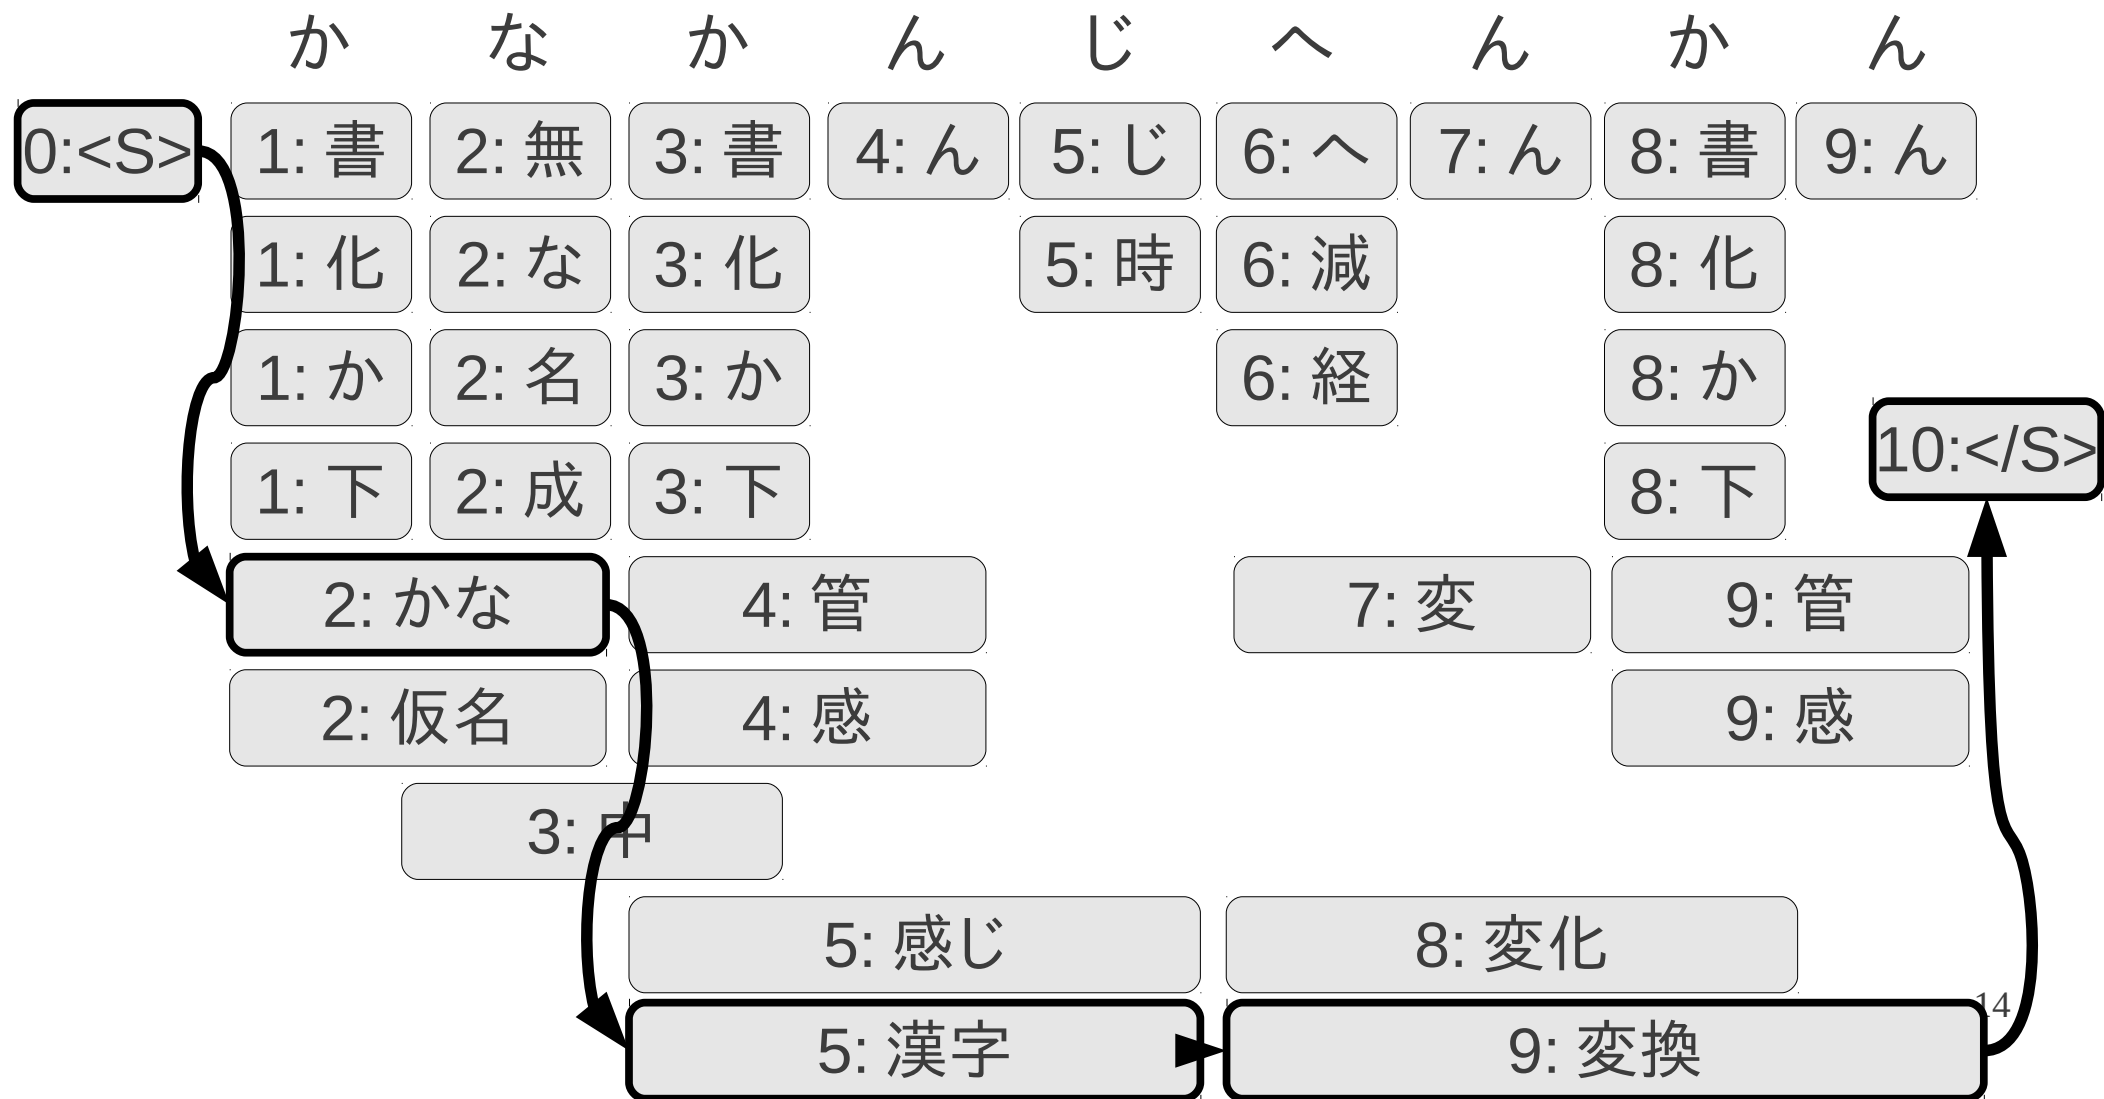 か な か ん じ へ ん か ん
0:<S> 1: 書 2: 無 3: 書 4: ん 5: じ 6: へ 7: ん 8: 書 9: ん
1: 化 2: な 3: 化 5: 時 6: 減 8: 化
1: か 2: 名 3: か 6: 経 8: か
1: 下 2: 成 3: 下 8: 下 10:</S>
2: かな 4: 管 7: 変 9: 管
2: 仮名 4: 感 9: 感
3: 中
5: 感じ 8: 変化
5: 漢字 9: 変換
14